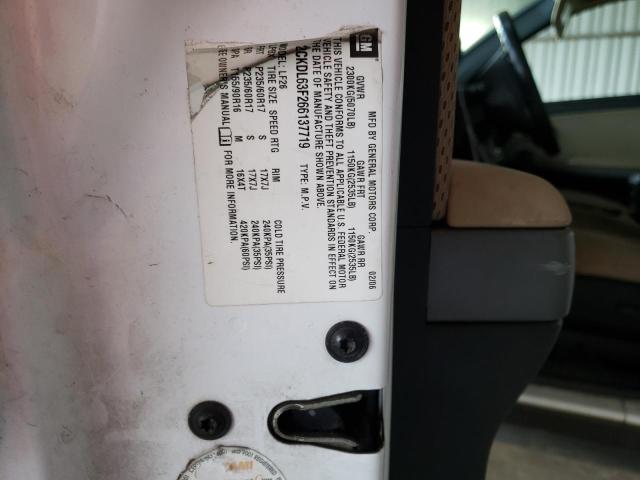 GM
MFD BY GENERAL MOTORS CORP. 02/06
GVWR GAWR FRT GAWR RR
2300KG(5070LB) 1150KG(2535LB) 1150KG(2535LB)
THIS VEHICLE CONFORMS TO ALL APPLICABLE U.S. FEDERAL MOTOR
VEHICLE SAFETY AND THEFT PREVENTION STANDARDS IN EFFECT ON
THE DATE OF MANUFACTURE SHOWN ABOVE.
2CKDL63F266137719 TYPE: M.P.V.
MODEL: LF26
TIRE SIZE SPEED RTG RIM COLD TIRE PRESSURE
FRT P235/60R17 S 17X7J 240KPA(35PSI)
P235/60R17 S 17X7J 240KPA(35PSI)
T165/90R16 M 16X4T 420KPA(60PSI)
OWNERS MANUAL FOR MORE INFORMATION.